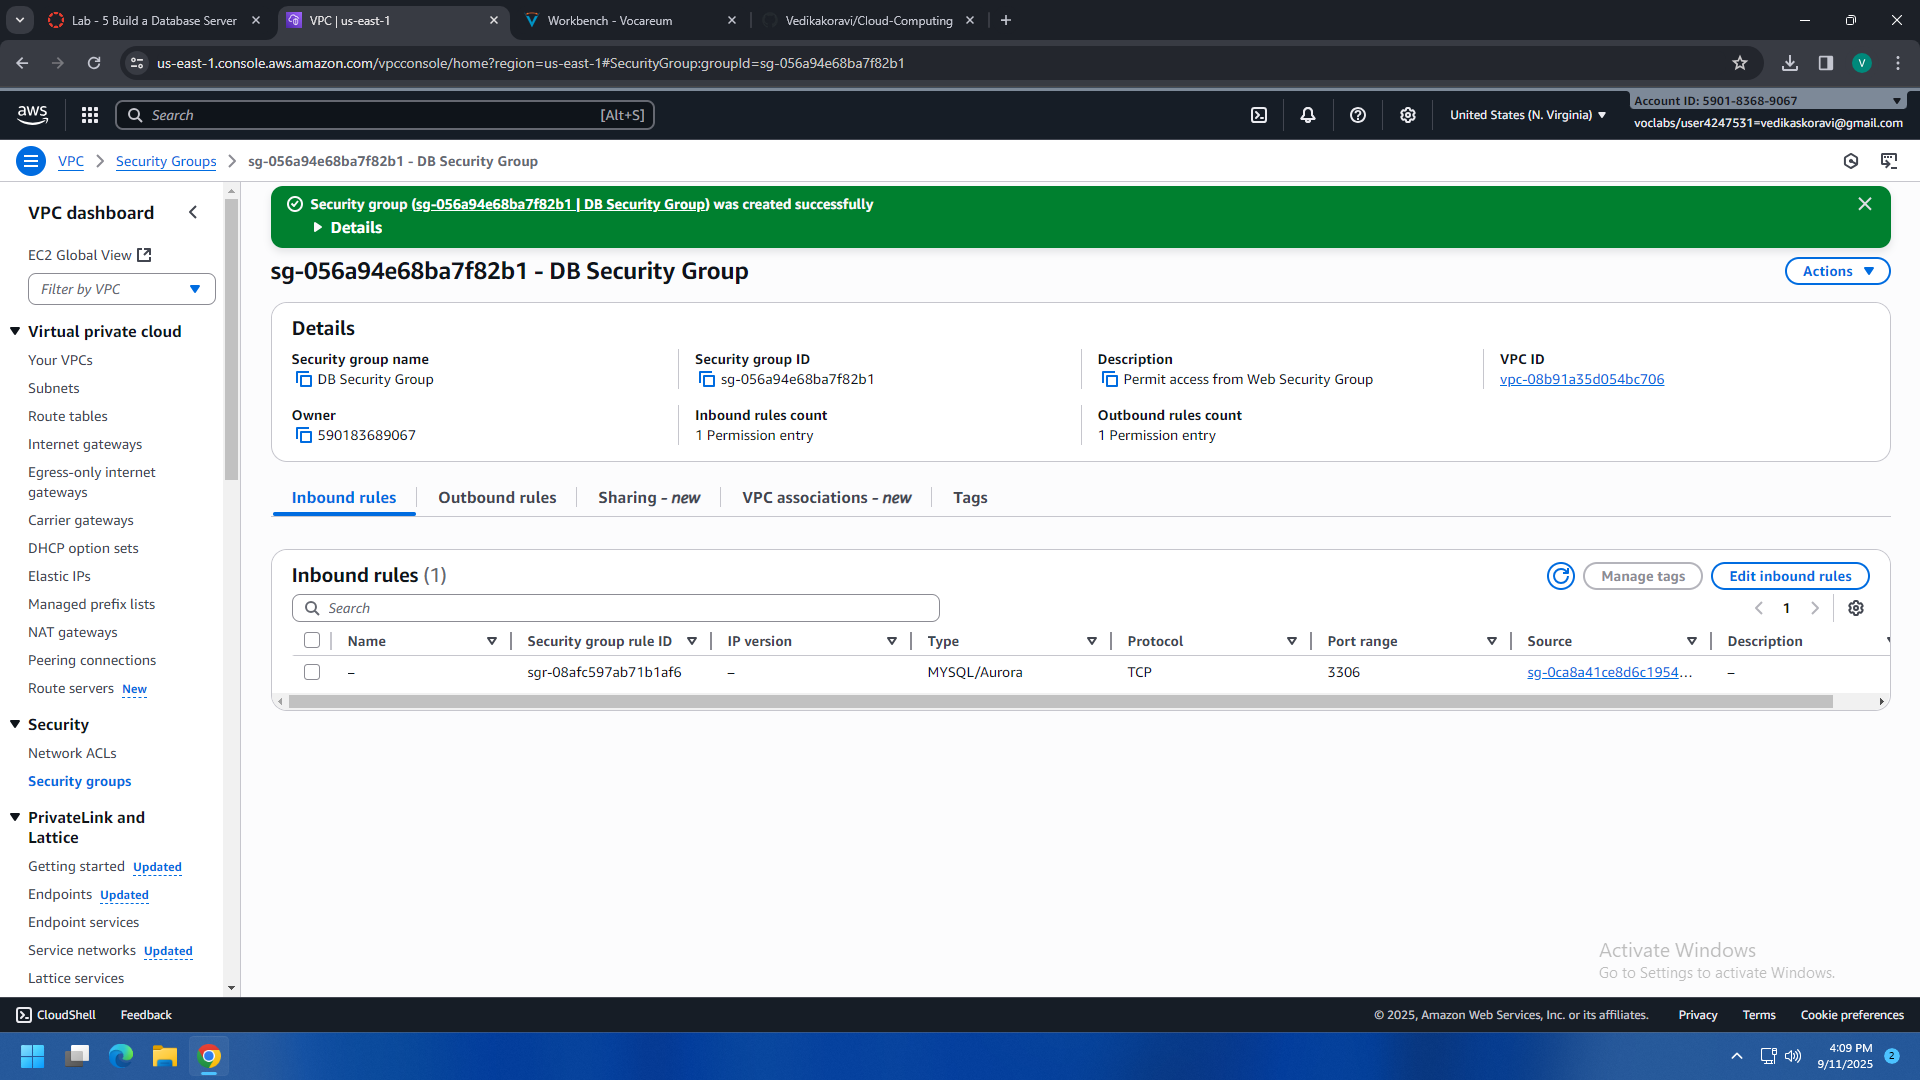 Lab - 5 Build a Database Server
VPC | us-east-1
Workbench - Vocareum
Vedikakoravi/Cloud-Computing
us-east-1.console.aws.amazon.com/vpcconsole/home?region=us-east-1#SecurityGroup:groupId=sg-056a94e68ba7f82b1
V
aws
Search
[Alt+S]
United States (N. Virginia)
Account ID: 5901-8368-9067
voclabs/user4247531=vedikaskoravi@gmail.com
VPC
Security Groups
sg-056a94e68ba7f82b1 - DB Security Group
VPC dashboard
EC2 Global View
Filter by VPC
Virtual private cloud
Your VPCs
Subnets
Route tables
Internet gateways
Egress-only internet
gateways
Carrier gateways
DHCP option sets
Elastic IPs
Managed prefix lists
NAT gateways
Peering connections
Route servers New
Security
Network ACLs
Security groups
PrivateLink and
Lattice
Getting started Updated
Endpoints Updated
Endpoint services
Service networks Updated
Lattice services
Security group (sg-056a94e68ba7f82b1 | DB Security Group) was created successfully
Details
sg-056a94e68ba7f82b1 - DB Security Group
Actions
Details
Security group name
DB Security Group
Security group ID
sg-056a94e68ba7f82b1
Description
Permit access from Web Security Group
VPC ID
vpc-08b91a35d054bc706
Owner
590183689067
Inbound rules count
1 Permission entry
Outbound rules count
1 Permission entry
Inbound rules
Outbound rules
Sharing - new
VPC associations - new
Tags
Inbound rules (1)
Manage tags
Edit inbound rules
Search
1
Name
Security group rule ID
IP version
Type
Protocol
Port range
Source
Description
– sgr-08afc597ab71b1af6 – MYSQL/Aurora TCP 3306 sg-0ca8a41ce8d6c1954... –
Activate Windows
Go to Settings to activate Windows.
CloudShell
Feedback
© 2025, Amazon Web Services, Inc. or its affiliates.
Privacy
Terms
Cookie preferences
4:09 PM
9/11/2025
2